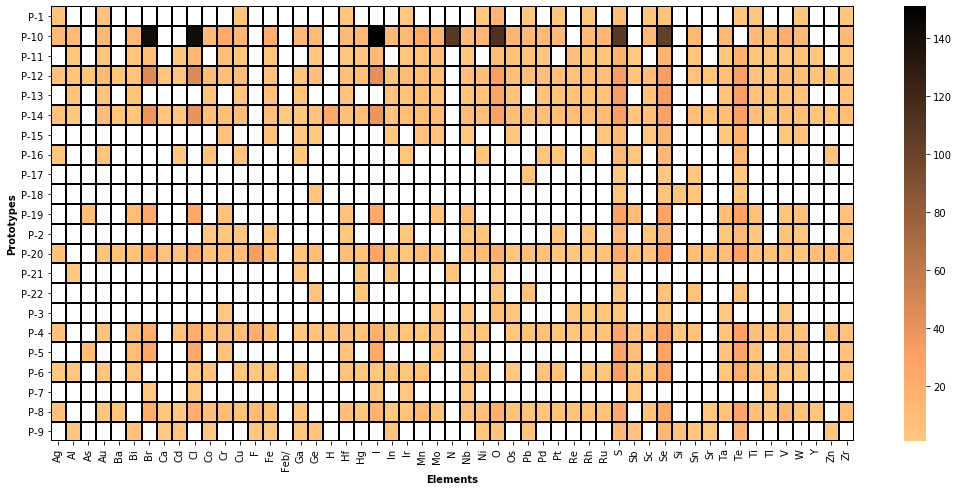 P-1
P-10
P-11
P-12
P-13
P-14
P-15
P-16
P-17
P-18
P-19
P-2
P-20
P-21
P-22
P-3
P-4
P-5
P-6
P-7
P-8
P-9
Prototypes
Ag Al As Au Ba Bi Br Ca Cd Cl Co Cr Cu F Fe Feb/ Ga Ge H Hf Hg I In Ir Mn Mo N Nb Ni O Os Pb Pd Pt Re Rh Ru S Sb Sc Se Si Sn Sr Ta Te Ti Tl V W Y Zn Zr
Elements
140
120
100
80
60
40
20